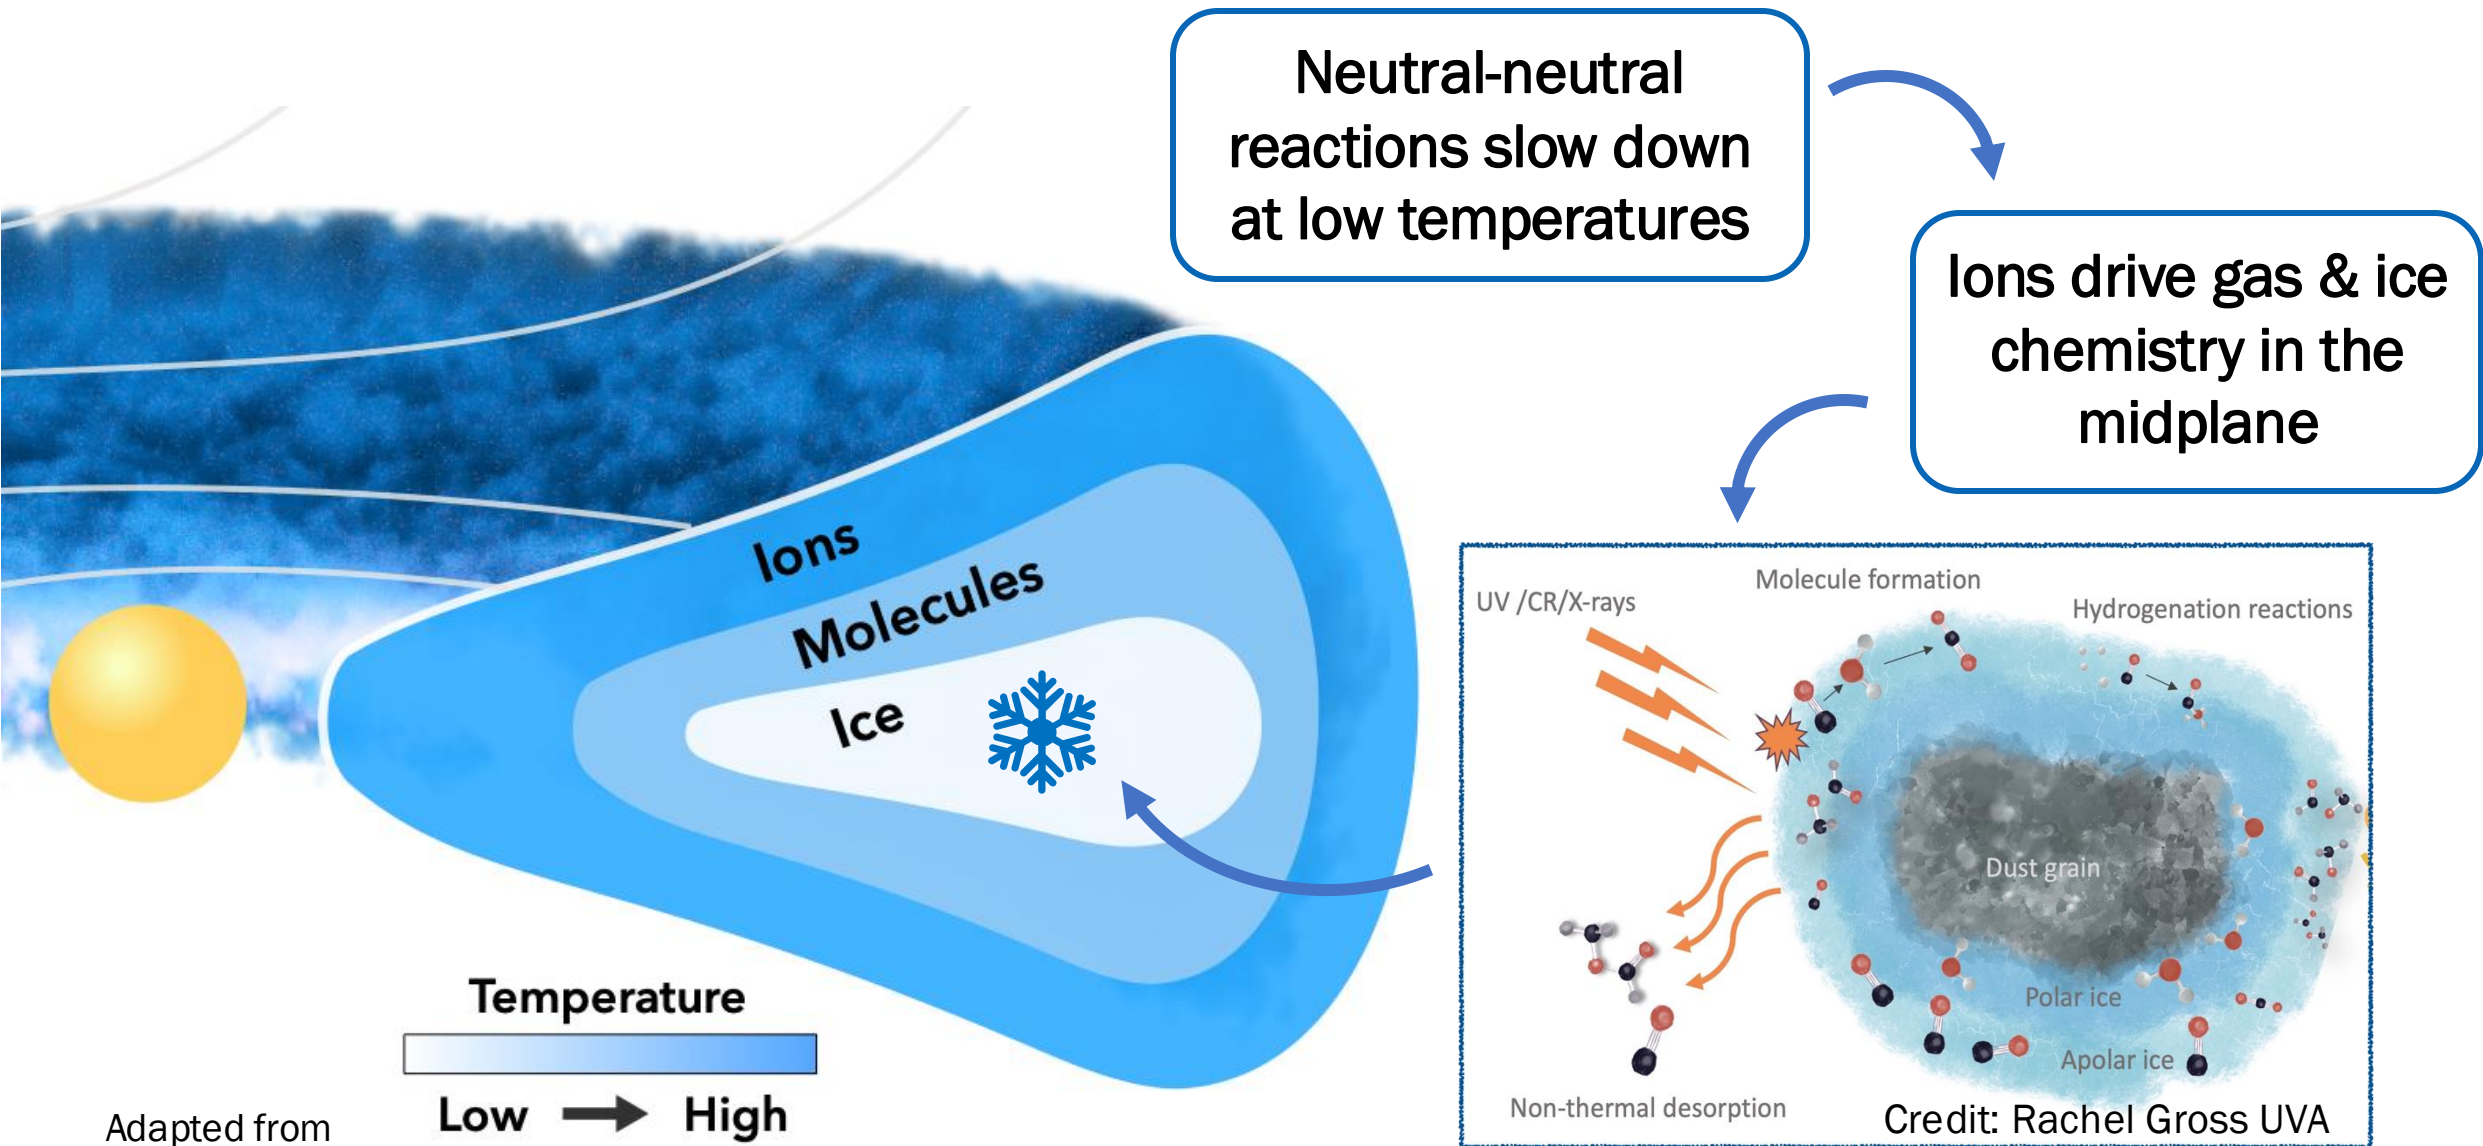 Neutral-neutral
reactions slow down
at low temperatures
Ions drive gas & ice
chemistry in the
midplane
Ions
Molecules
Ice
Temperature
Low
High
Adapted from
UV /CR/X-rays
Molecule formation
Hydrogenation reactions
Dust grain
Polar ice
Apolar ice
Non-thermal desorption
Credit: Rachel Gross UVA